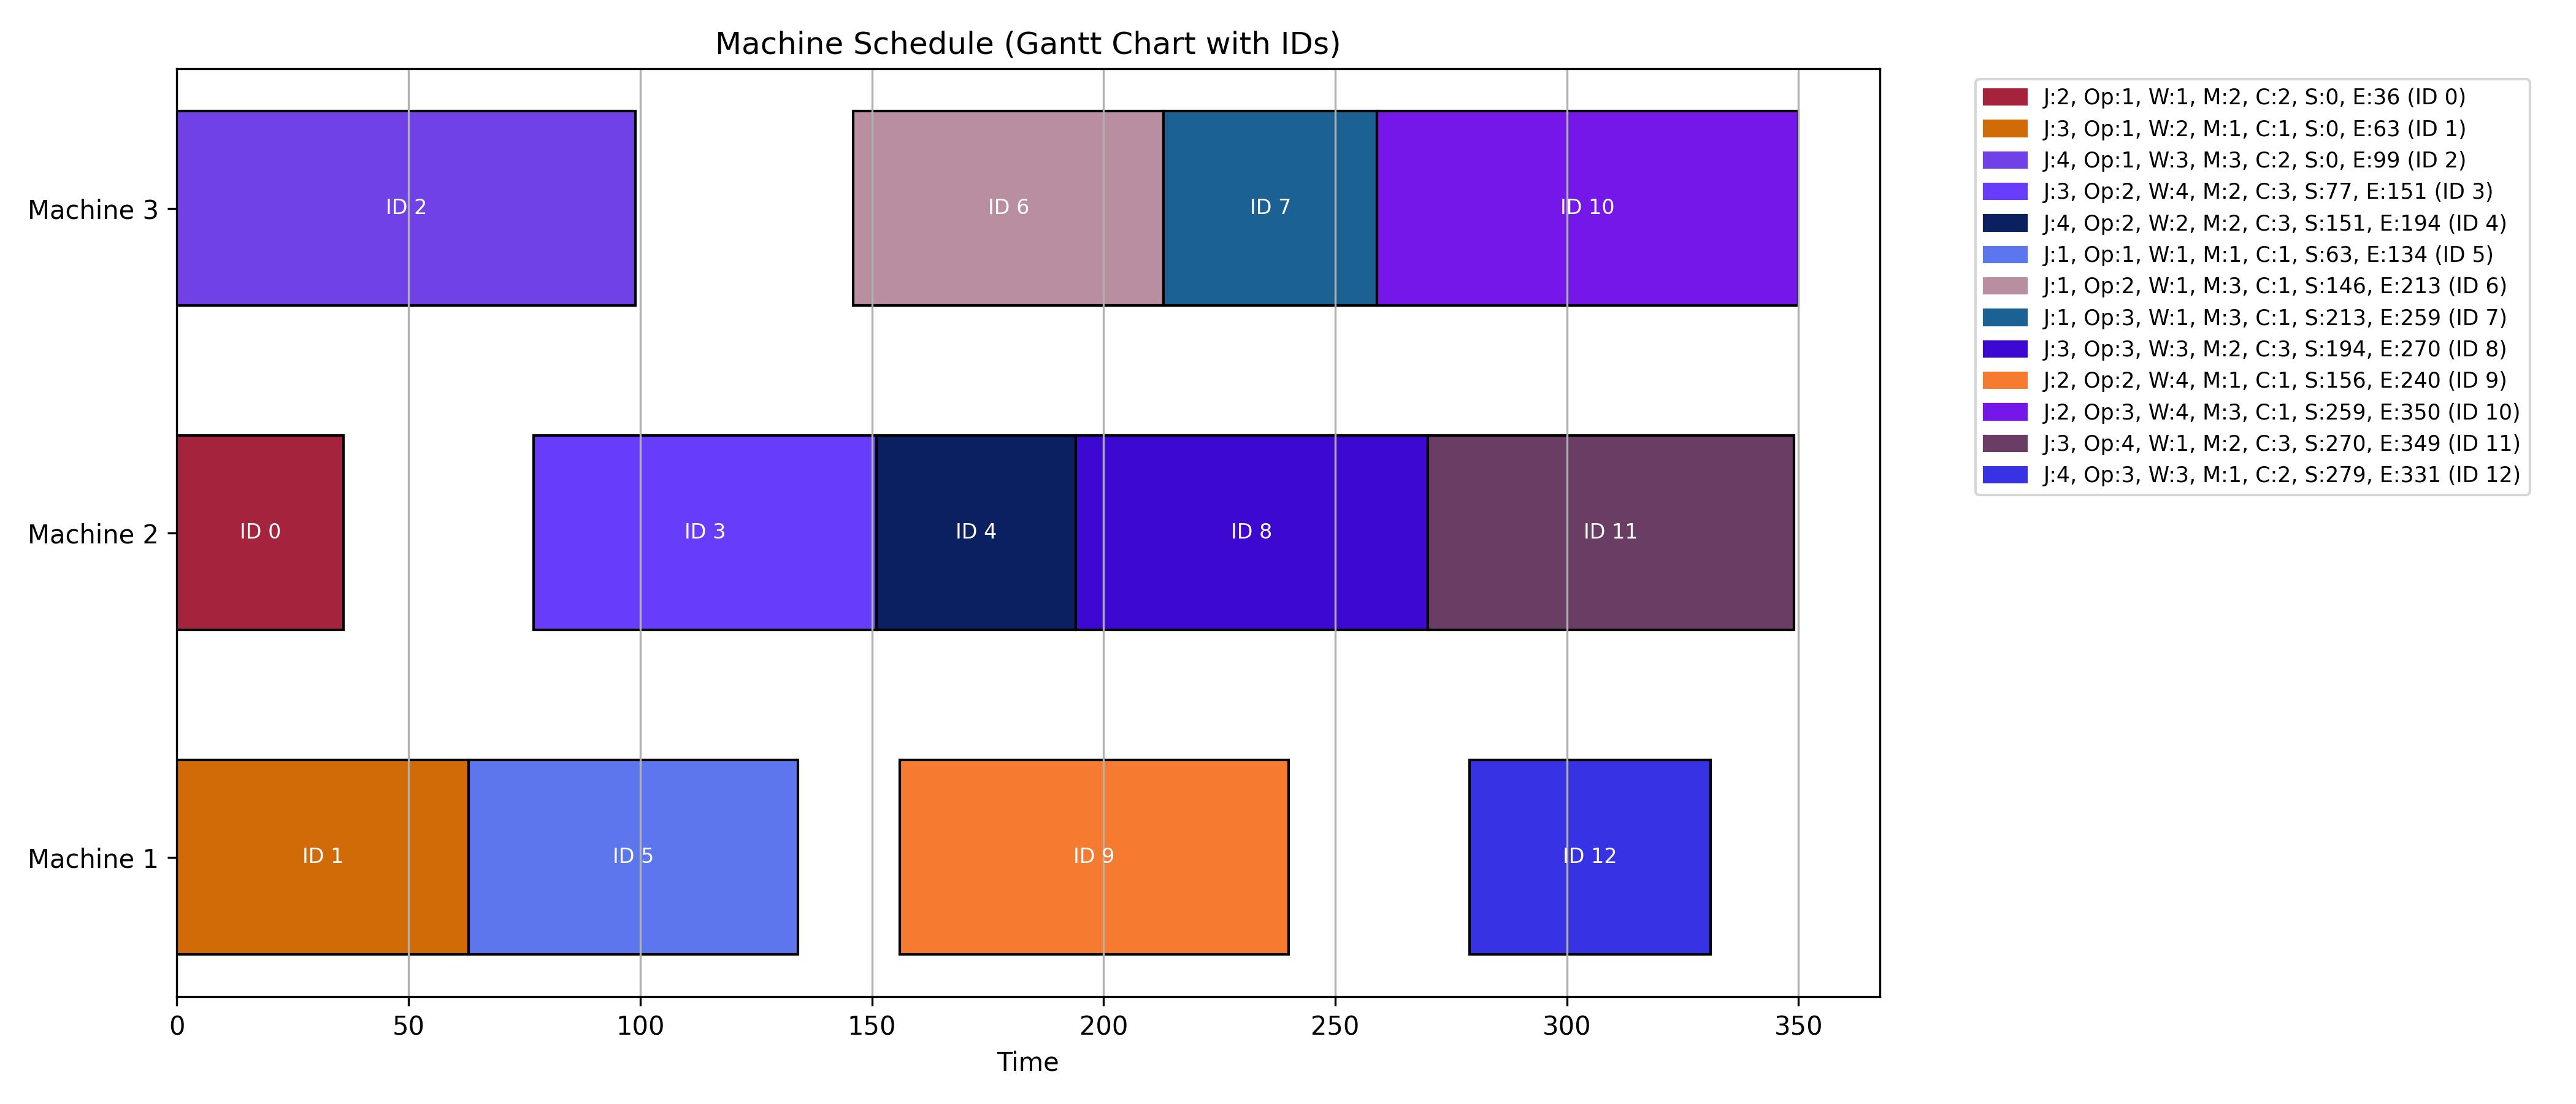 Machine Schedule (Gantt Chart with IDs)
Machine 3
ID 2
ID 6
ID 7
ID 10
Machine 2
ID 0
ID 3
ID 4
ID 8
ID 11
Machine 1
ID 1
ID 5
ID 9
ID 12
0 50 100 150 200 250 300 350
Time
J:2, Op:1, W:1, M:2, C:2, S:0, E:36 (ID 0)
J:3, Op:1, W:2, M:1, C:1, S:0, E:63 (ID 1)
J:4, Op:1, W:3, M:3, C:2, S:0, E:99 (ID 2)
J:3, Op:2, W:4, M:2, C:3, S:77, E:151 (ID 3)
J:4, Op:2, W:2, M:2, C:3, S:151, E:194 (ID 4)
J:1, Op:1, W:1, M:1, C:1, S:63, E:134 (ID 5)
J:1, Op:2, W:1, M:3, C:1, S:146, E:213 (ID 6)
J:1, Op:3, W:1, M:3, C:1, S:213, E:259 (ID 7)
J:3, Op:3, W:3, M:2, C:3, S:194, E:270 (ID 8)
J:2, Op:2, W:4, M:1, C:1, S:156, E:240 (ID 9)
J:2, Op:3, W:4, M:3, C:1, S:259, E:350 (ID 10)
J:3, Op:4, W:1, M:2, C:3, S:270, E:349 (ID 11)
J:4, Op:3, W:3, M:1, C:2, S:279, E:331 (ID 12)